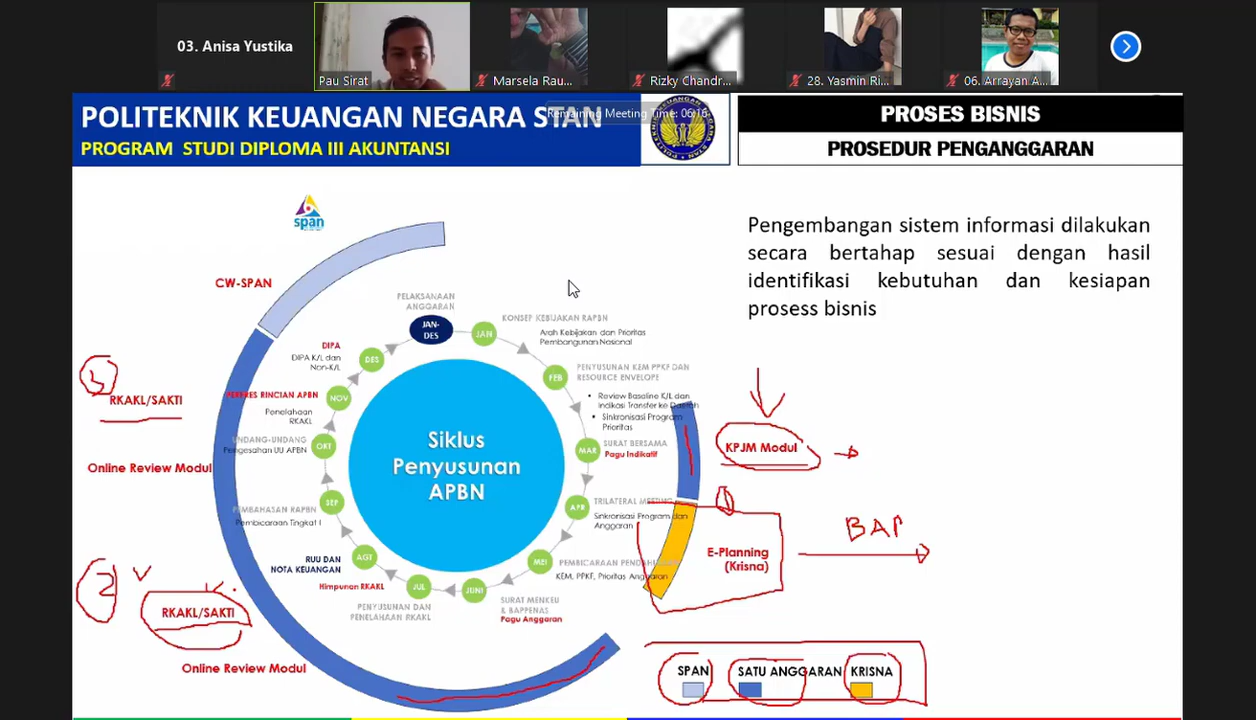 03. Anisa Yustika
Pau Sirat
Marsela Rau...
Rizky Chandr...
28. Yasmin Ri...
06. Arrayan A...
POLITEKNIK KEUANGAN NEGARA STAN
Remaining Meeting Time: 06:16
PROGRAM STUDI DIPLOMA III AKUNTANSI
PROSES BISNIS
PROSEDUR PENGANGGARAN
Pengembangan sistem informasi dilakukan
secara bertahap sesuai dengan hasil
identifikasi kebutuhan dan kesiapan
prosess bisnis
span
CW-SPAN
PELAKSANAAN
ANGGARAN
JAN-
DES
JAN
KONSEP KEBIJAKAN RAPBN
Arah Kebijakan dan Prioritas
Pembangunan Nasional
FEB
PENYUSUNAN KEM PPKF DAN
RESOURCE ENVELOPE
• Review Baseline K/L dan
Indikasi Transfer ke Daerah
• Sinkronisasi Program
Prioritas
MAR
SURAT BERSAMA
Pagu Indikatif
KPJM Modul
APR
TRILATERAL MEETING
Sinkronisasi Program dan
Anggaran
1
E-Planning
(Krisna)
BAP
MEI
PEMBICARAAN PENDAHULUAN
KEM, PPKF, Prioritas Anggaran
JUNI
SURAT MENKEU
& BAPPENAS
Pagu Anggaran
JUL
PENYUSUNAN DAN
PENELAHAAN RKAKL
AGT
RUU DAN
NOTA KEUANGAN
Himpunan RKAKL
SEP
PEMBAHASAN RAPBN
Pembicaraan Tingkat I
OKT
UNDANG-UNDANG
Pengesahan UU APBN
NOV
PERPRES RINCIAN APBN
Penelahaan
RKAKL
DES
DIPA
DIPA K/L dan
Non-K/L
Siklus
Penyusunan
APBN
RKAKL/SAKTI
Online Review Modul
2
V
K.
RKAKL/SAKTI
Online Review Modul
SPAN
SATU ANGGARAN
KRISNA